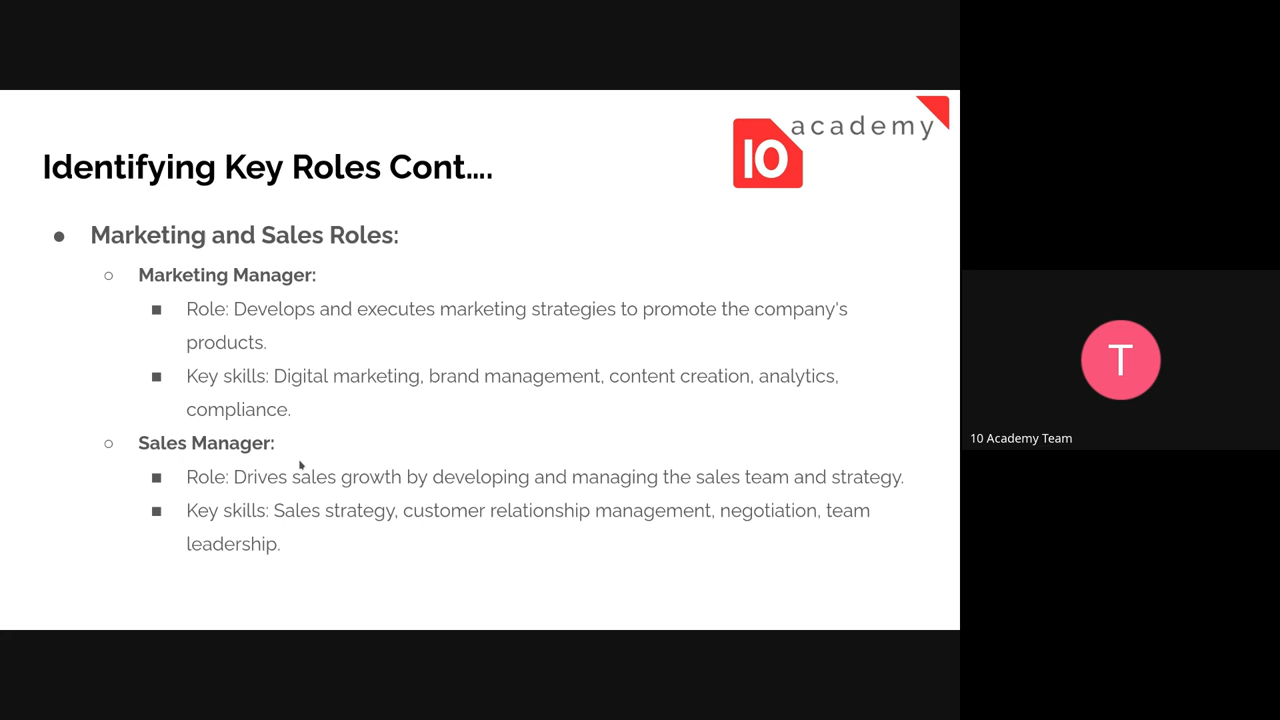 academy
10
Identifying Key Roles Cont....
● Marketing and Sales Roles:
○ Marketing Manager:
■ Role: Develops and executes marketing strategies to promote the company's
products.
■ Key skills: Digital marketing, brand management, content creation, analytics,
compliance.
○ Sales Manager:
■ Role: Drives sales growth by developing and managing the sales team and strategy.
■ Key skills: Sales strategy, customer relationship management, negotiation, team
leadership.
T
10 Academy Team